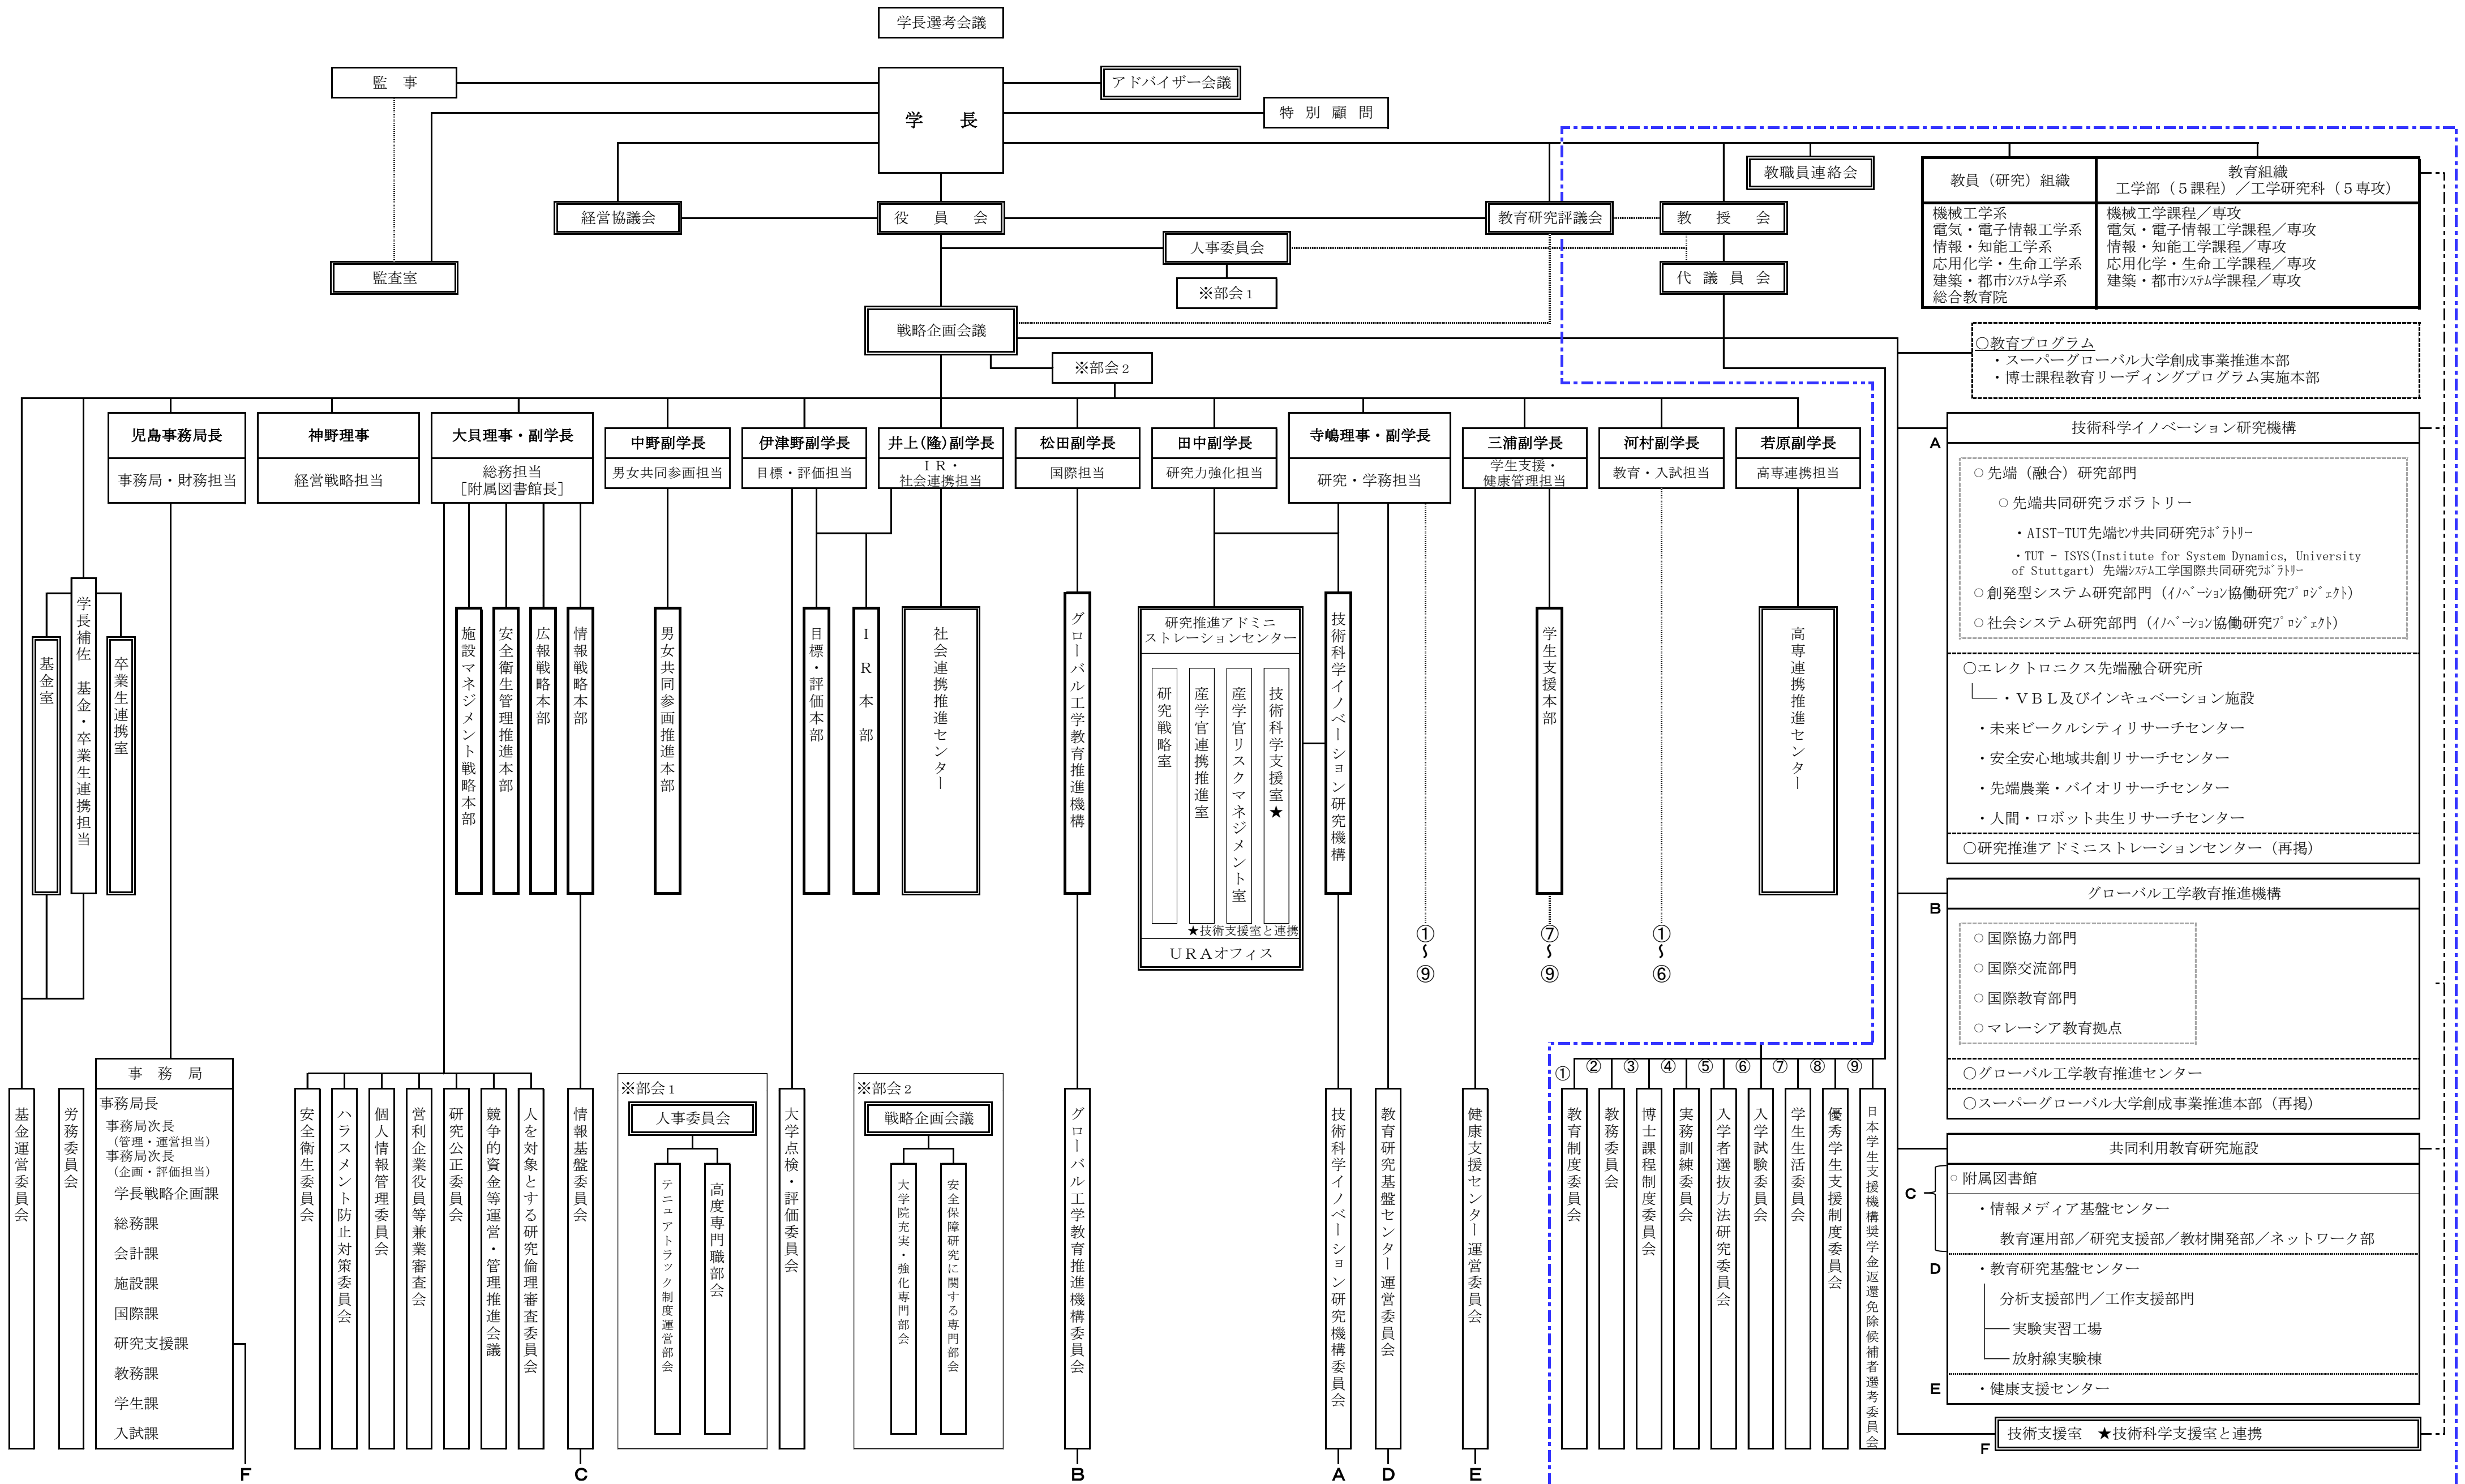 学長選考会議
監　事
学　長
アドバイザー会議
特 別 顧 問
教職員連絡会
教員（研究）組織
教育組織
工学部（５課程）／工学研究科（５専攻）
経営協議会
役　員　会
教育研究評議会
教　授　会
機械工学系
電気・電子情報工学系
情報・知能工学系
応用化学・生命工学系
建築・都市ｼｽﾃﾑ学系
総合教育院
機械工学課程／専攻
電気・電子情報工学課程／専攻
情報・知能工学課程／専攻
応用化学・生命工学課程／専攻
建築・都市ｼｽﾃﾑ学課程／専攻
人事委員会
監査室
※部会１
代 議 員 会
戦略企画会議
※部会２
○教育プログラム
・スーパーグローバル大学創成事業推進本部
・博士課程教育リーディングプログラム実施本部
児島事務局長
事務局・財務担当
神野理事
経営戦略担当
大貝理事・副学長
総務担当
［附属図書館長］
中野副学長
男女共同参画担当
伊津野副学長
目標・評価担当
井上(隆)副学長
ＩＲ・
社会連携担当
松田副学長
国際担当
田中副学長
研究力強化担当
寺嶋理事・副学長
研究・学務担当
三浦副学長
学生支援・
健康管理担当
河村副学長
教育・入試担当
若原副学長
高専連携担当
基金室
学長補佐　基金・卒業生連携担当
卒業生連携室
施設マネジメント戦略本部
安全衛生管理推進本部
広報戦略本部
情報戦略本部
男女共同参画推進本部
目標・評価本部
ＩＲ本部
社会連携推進センター
グローバル工学教育推進機構
研究推進アドミニ
ストレーションセンター
研究戦略室
産学官連携推進室
産学官リスクマネジメント室
技術科学支援室★
★技術支援室と連携
ＵＲＡオフィス
技術科学イノベーション研究機構
①～⑨
学生支援本部
⑦～⑨
①～⑥
高専連携推進センター
A
技術科学イノベーション研究機構
○先端（融合）研究部門
○先端共同研究ラボラトリー
・AIST-TUT先端ｾﾝｻ共同研究ﾗﾎﾞﾗﾄﾘｰ
・TUT - ISYS(Institute for System Dynamics, University
of Stuttgart) 先端ｼｽﾃﾑ工学国際共同研究ﾗﾎﾞﾗﾄﾘｰ
○創発型システム研究部門（ｲﾉﾍﾞｰｼｮﾝ協働研究ﾌﾟﾛｼﾞｪｸﾄ）
○社会システム研究部門（ｲﾉﾍﾞｰｼｮﾝ協働研究ﾌﾟﾛｼﾞｪｸﾄ）
○エレクトロニクス先端融合研究所
・ＶＢＬ及びインキュベーション施設
・未来ビークルシティリサーチセンター
・安全安心地域共創リサーチセンター
・先端農業・バイオリサーチセンター
・人間・ロボット共生リサーチセンター
○研究推進アドミニストレーションセンター（再掲）
B
グローバル工学教育推進機構
○国際協力部門
○国際交流部門
○国際教育部門
○マレーシア教育拠点
○グローバル工学教育推進センター
○スーパーグローバル大学創成事業推進本部（再掲）
共同利用教育研究施設
C
○附属図書館
・情報メディア基盤センター
教育運用部／研究支援部／教材開発部／ネットワーク部
D
・教育研究基盤センター
分析支援部門／工作支援部門
実験実習工場
放射線実験棟
E
・健康支援センター
F
技術支援室　★技術科学支援室と連携
基金運営委員会
労務委員会
事　務　局
事務局長
事務局次長
（管理・運営担当）
事務局次長
（企画・評価担当）
学長戦略企画課
総務課
会計課
施設課
国際課
研究支援課
教務課
学生課
入試課
F
安全衛生委員会
ハラスメント防止対策委員会
個人情報管理委員会
営利企業役員等兼業審査会
研究公正委員会
競争的資金等運営・管理推進会議
人を対象とする研究倫理審査委員会
情報基盤委員会
C
※部会１
人事委員会
テニュアトラック制度運営部会
高度専門職部会
大学点検・評価委員会
※部会２
戦略企画会議
大学院充実・強化専門部会
安全保障研究に関する専門部会
グローバル工学教育推進機構委員会
B
技術科学イノベーション研究機構委員会
A
教育研究基盤センター運営委員会
D
健康支援センター運営委員会
E
①
教育制度委員会
②
教務委員会
③
博士課程制度委員会
④
実務訓練委員会
⑤
入学者選抜方法研究委員会
⑥
入学試験委員会
⑦
学生生活委員会
⑧
優秀学生支援制度委員会
⑨
日本学生支援機構奨学金返還免除候補者選考委員会